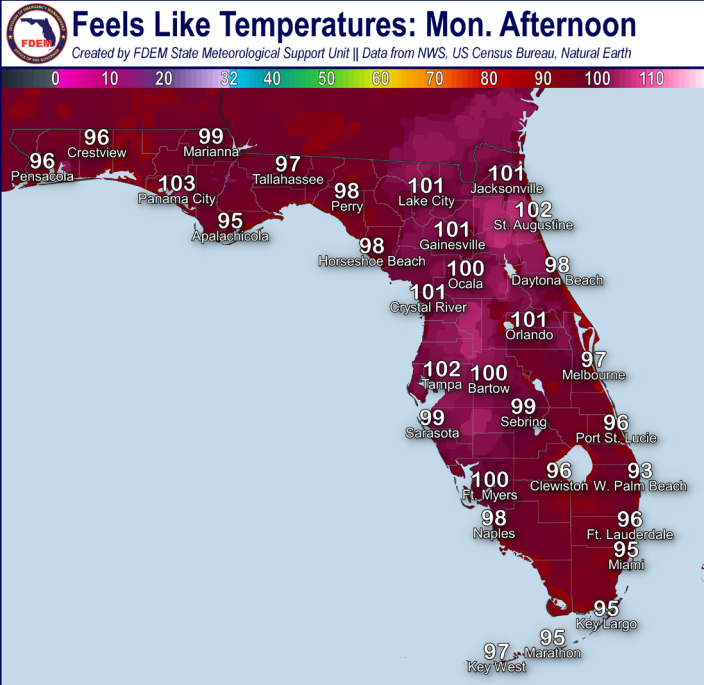 Feels Like Temperatures: Mon. Afternoon
Created by FDEM State Meteorological Support Unit || Data from NWS, US Census Bureau, Natural Earth
FDEM
0 10 20 32 40 50 60 70 80 90 100 110
96
Crestview
99
Marianna
96
Pensacola
97
Tallahassee
103
Panama City
98
Perry
101
Lake City
101
Jacksonville
95
Apalachicola
102
St. Augustine
101
Gainesville
98
Horseshoe Beach
100
Ocala
98
Daytona Beach
101
Crystal River
101
Orlando
97
Melbourne
102
Tampa
100
Bartow
99
Sarasota
99
Sebring
96
Port St. Lucie
100
Ft. Myers
96
Clewiston
93
W. Palm Beach
98
Naples
96
Ft. Lauderdale
95
Miami
95
Key Largo
95
Marathon
97
Key West